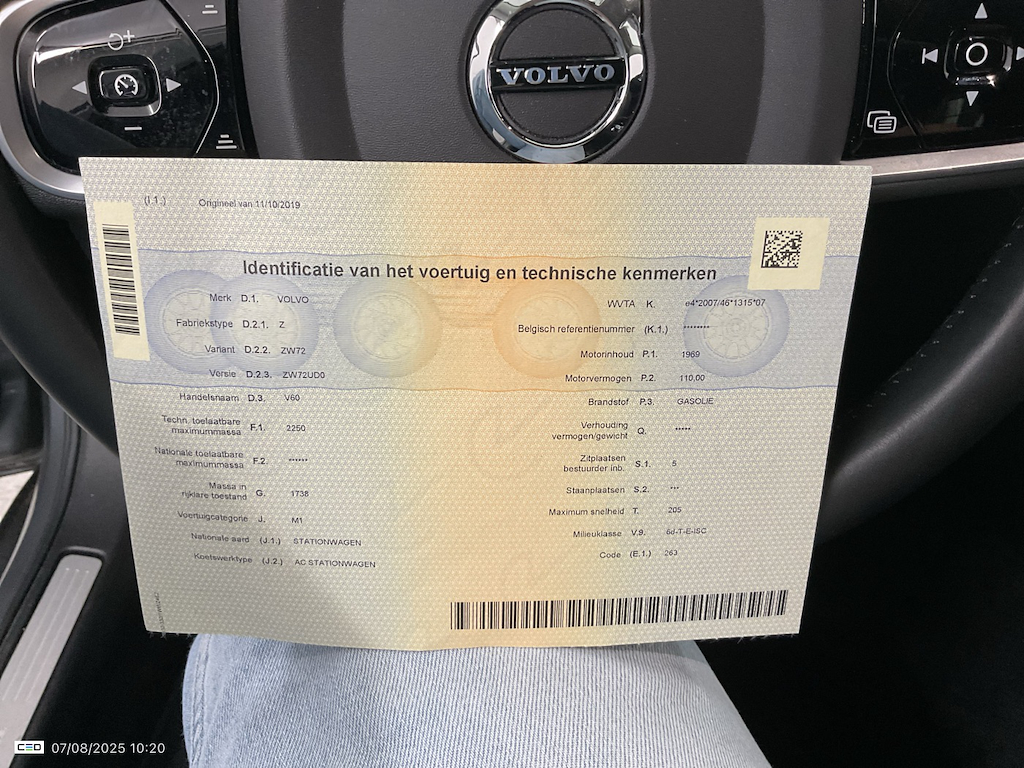 VOLVO
(I.1.) Origineel van 11/10/2019
Identificatie van het voertuig en technische kenmerken
Merk D.1. VOLVO
Fabriekstype D.2.1. Z
Variant D.2.2. ZW72
Versie D.2.3. ZW72UD0
Handelsnaam D.3. V60
Techn. toelaatbare
maximummassa F.1. 2250
Nationale toelaatbare
maximummassa F.2. ******
Massa in
rijklare toestand G. 1738
Voertuigcategorie J. M1
Nationale aard (J.1.) STATIONWAGEN
Koetswerktype (J.2.) AC STATIONWAGEN
WVTA K. e4*2007/46*1315*07
Belgisch referentienummer (K.1.) ********
Motorinhoud P.1. 1969
Motorvermogen P.2. 110,00
Brandstof P.3. GASOLIE
Verhouding
vermogen/gewicht Q. *****
Zitplaatsen
bestuurder inb. S.1. 5
Staanplaatsen S.2. ***
Maximum snelheid T. 205
Milieuklasse V.9. 6d-T-E-ISC
Code (E.1.) 263
CEO 07/08/2025 10:20